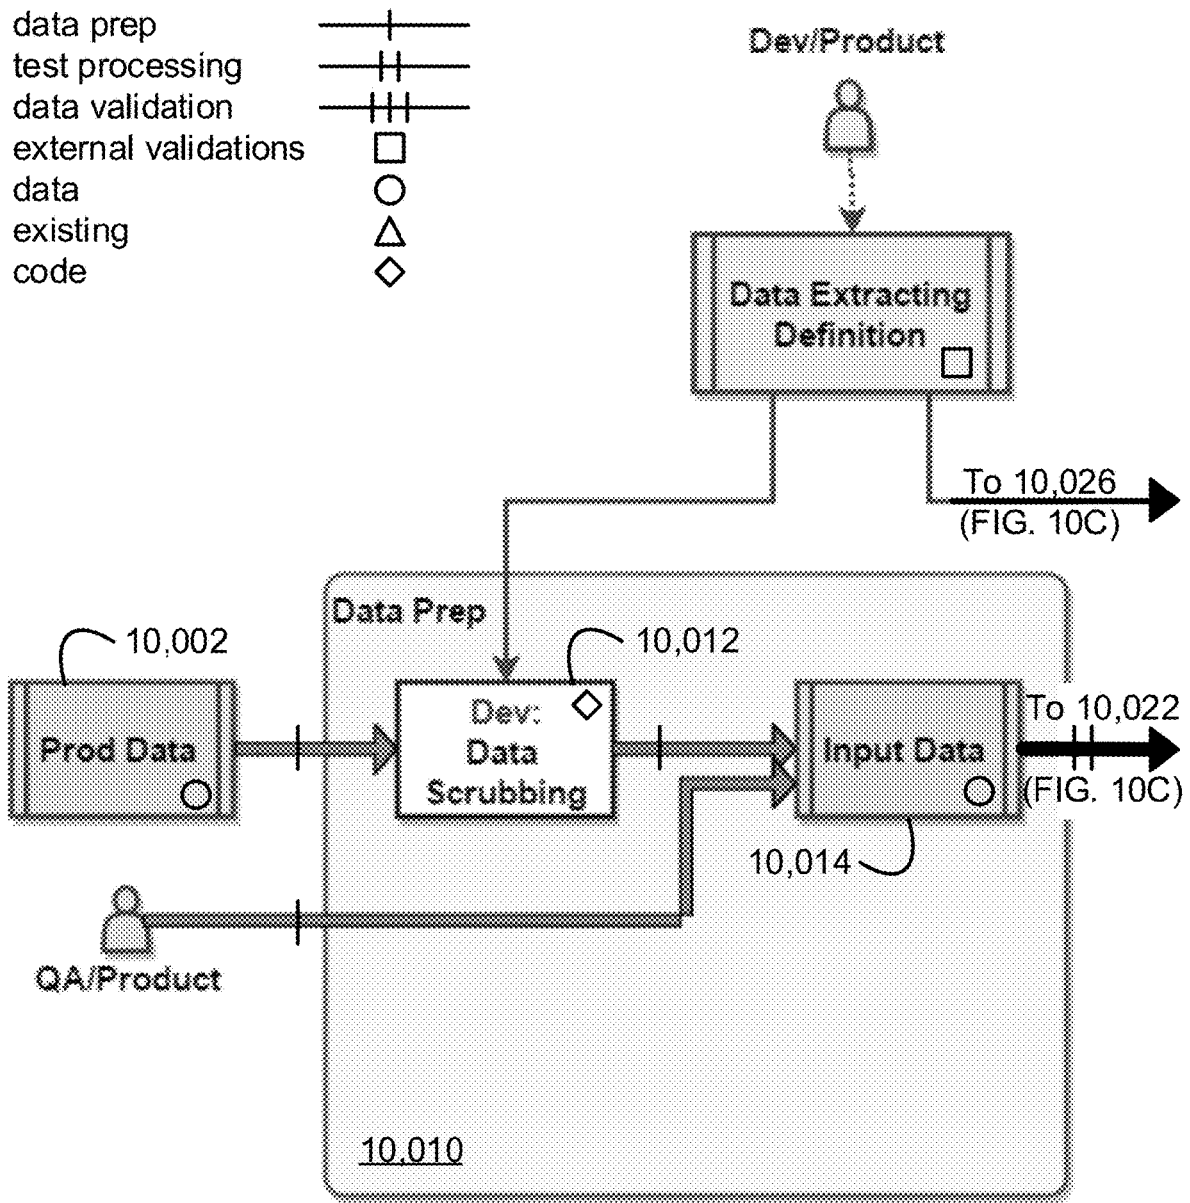 data prep
test processing
data validation
external validations
data
existing
code
Dev/Product
Data Extracting
Definition
To 10,026
(FIG. 10C)
Data Prep
10,002
10,012
Prod Data
Dev:
Data
Scrubbing
Input Data
To 10,022
(FIG. 10C)
10,014
QA/Product
10,010